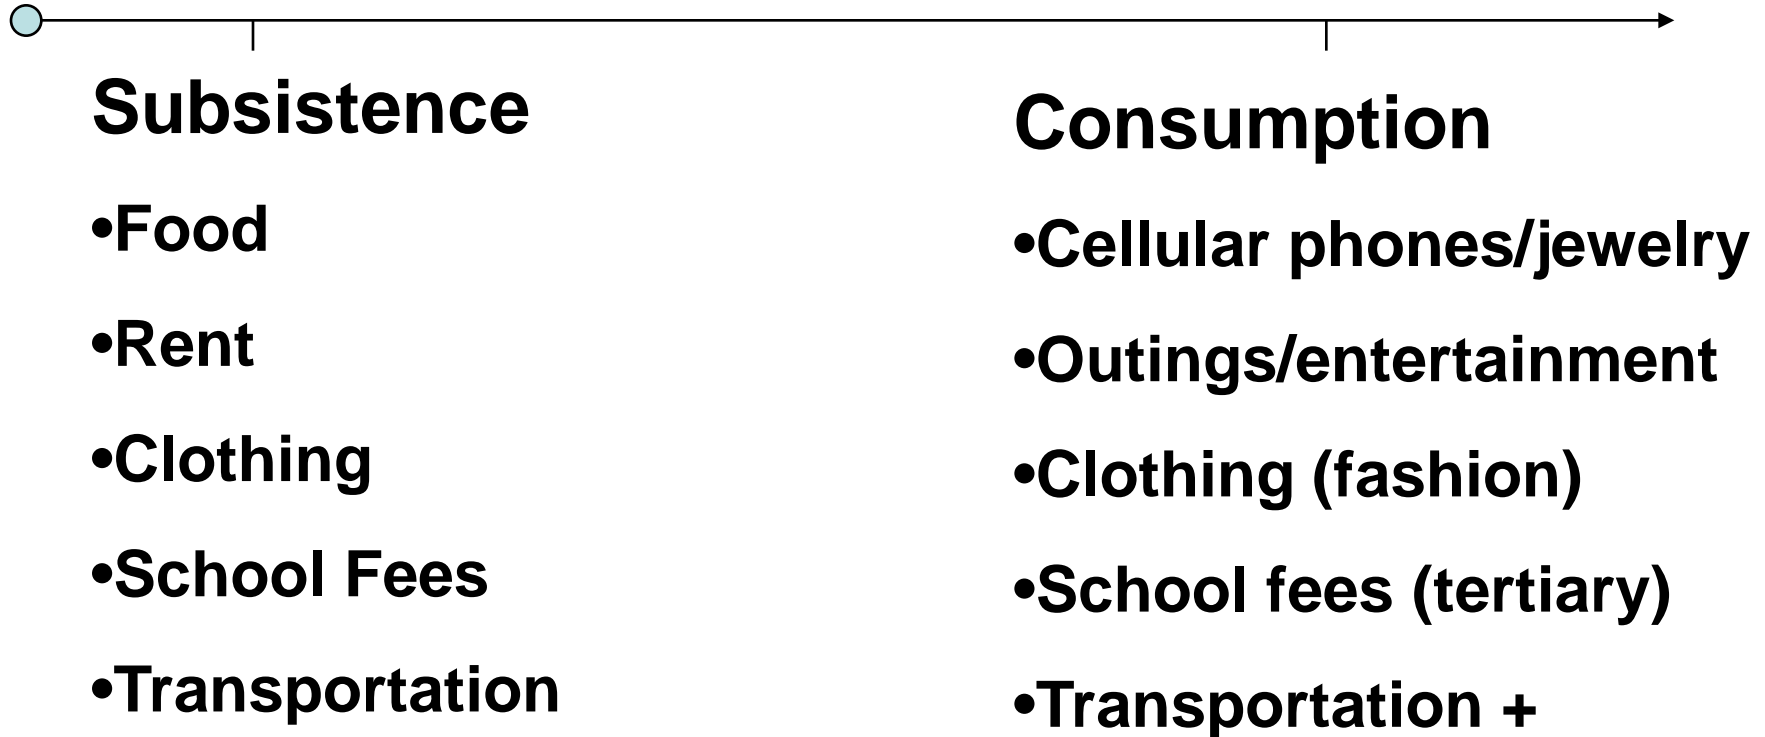 Subsistence
•Food
•Rent
•Clothing
•School Fees
•Transportation
Consumption
•Cellular phones/jewelry
•Outings/entertainment
•Clothing (fashion)
•School fees (tertiary)
•Transportation +